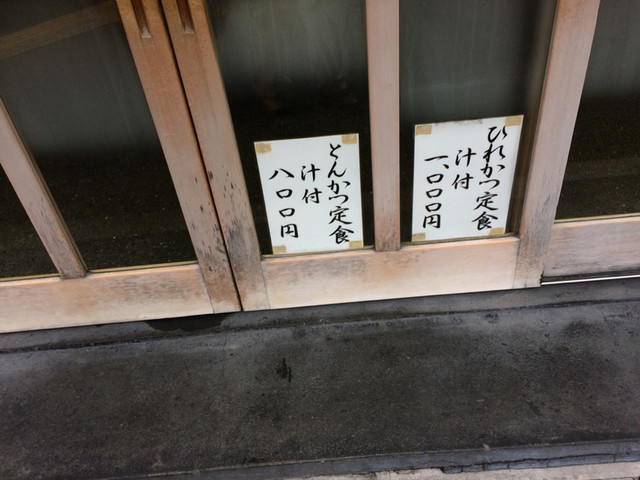 ひれかつ定食
汁付
一、〇〇〇円
とんかつ定食
汁付
八〇〇円